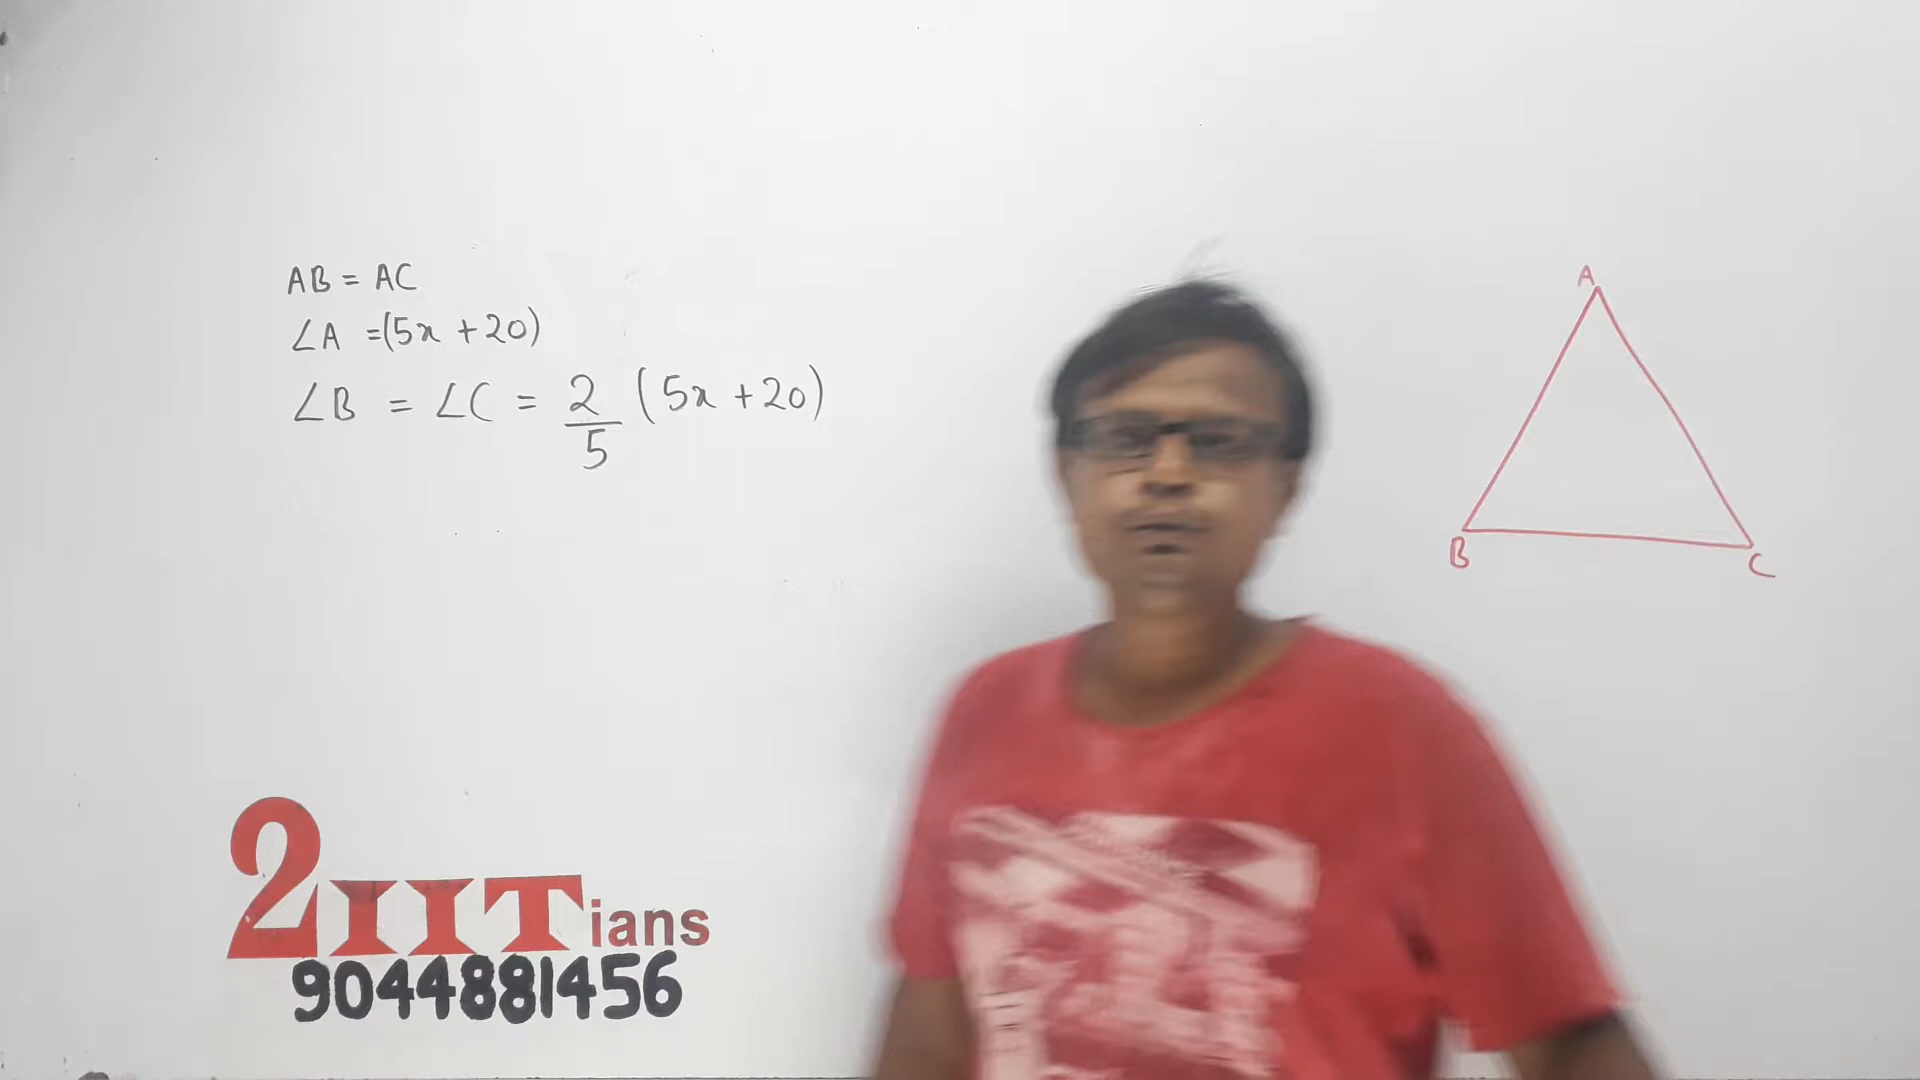 AB = AC
∠A = (5x + 20)
∠B = ∠C = 2/5 (5x + 20)
A
B
C
2IITians
9044881456